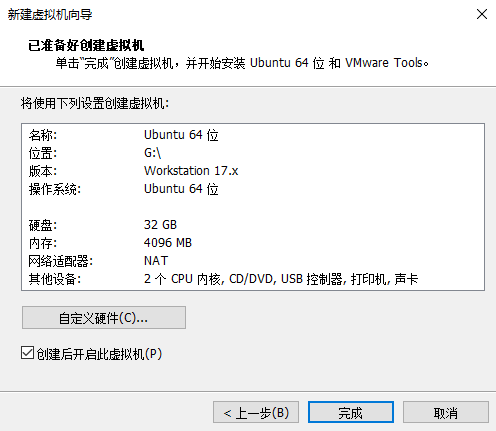 新建虚拟机向导
已准备好创建虚拟机
单击“完成”创建虚拟机，并开始安装 Ubuntu 64 位 和 VMware Tools。
将使用下列设置创建虚拟机:
名称: Ubuntu 64 位
位置: G:\
版本: Workstation 17.x
操作系统: Ubuntu 64 位
硬盘: 32 GB
内存: 4096 MB
网络适配器: NAT
其他设备: 2 个 CPU 内核, CD/DVD, USB 控制器, 打印机, 声卡
自定义硬件(C)...
创建后开启此虚拟机(P)
< 上一步(B) 完成 取消